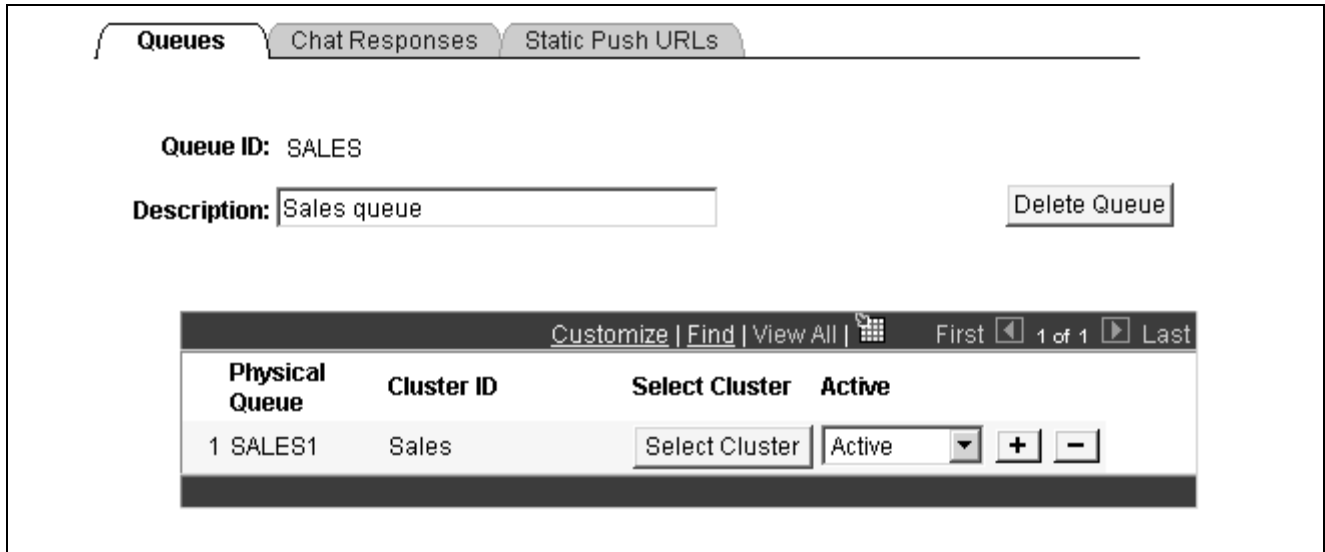 Queues Chat Responses Static Push URLs
Queue ID: SALES
Description: Sales queue Delete Queue
Customize | Find | View All | First 1 of 1 Last
Physical Queue Cluster ID Select Cluster Active
1 SALES1 Sales Select Cluster Active + −